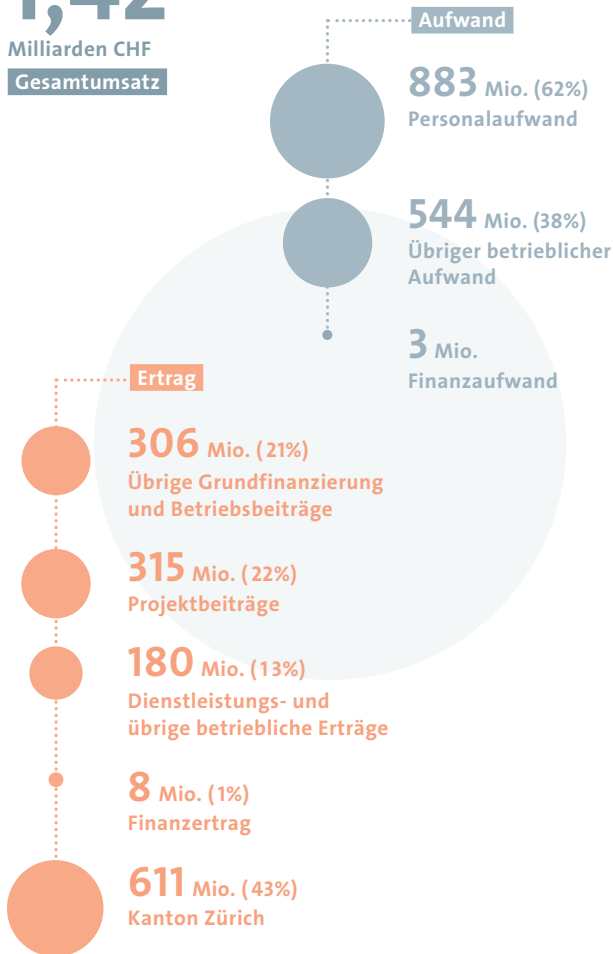 1,42
Milliarden CHF
Gesamtumsatz
Aufwand
883 Mio. (62%)
Personalaufwand
544 Mio. (38%)
Übriger betrieblicher
Aufwand
3 Mio.
Finanzaufwand
Ertrag
306 Mio. (21%)
Übrige Grundfinanzierung
und Betriebsbeiträge
315 Mio. (22%)
Projektbeiträge
180 Mio. (13%)
Dienstleistungs- und
übrige betriebliche Erträge
8 Mio. (1%)
Finanzertrag
611 Mio. (43%)
Kanton Zürich